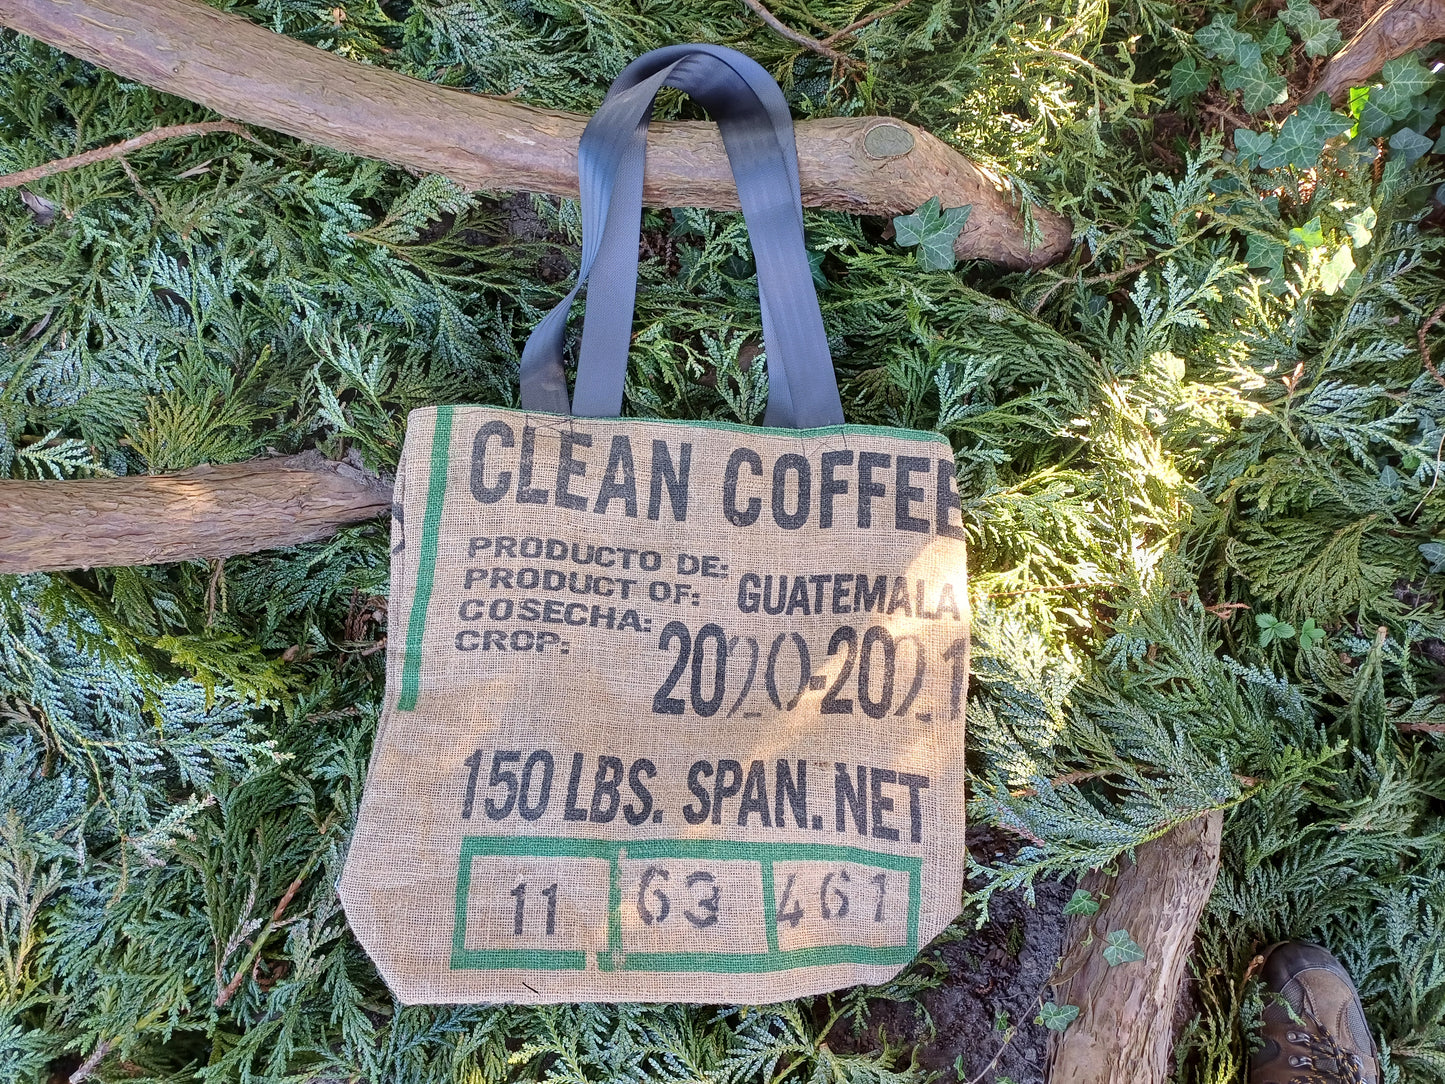 CLEAN COFFEE
PRODUCTO DE:
PRODUCT OF: GUATEMALA
COSECHA:
CROP: 2020-2021
150 LBS. SPAN. NET
11 63 461